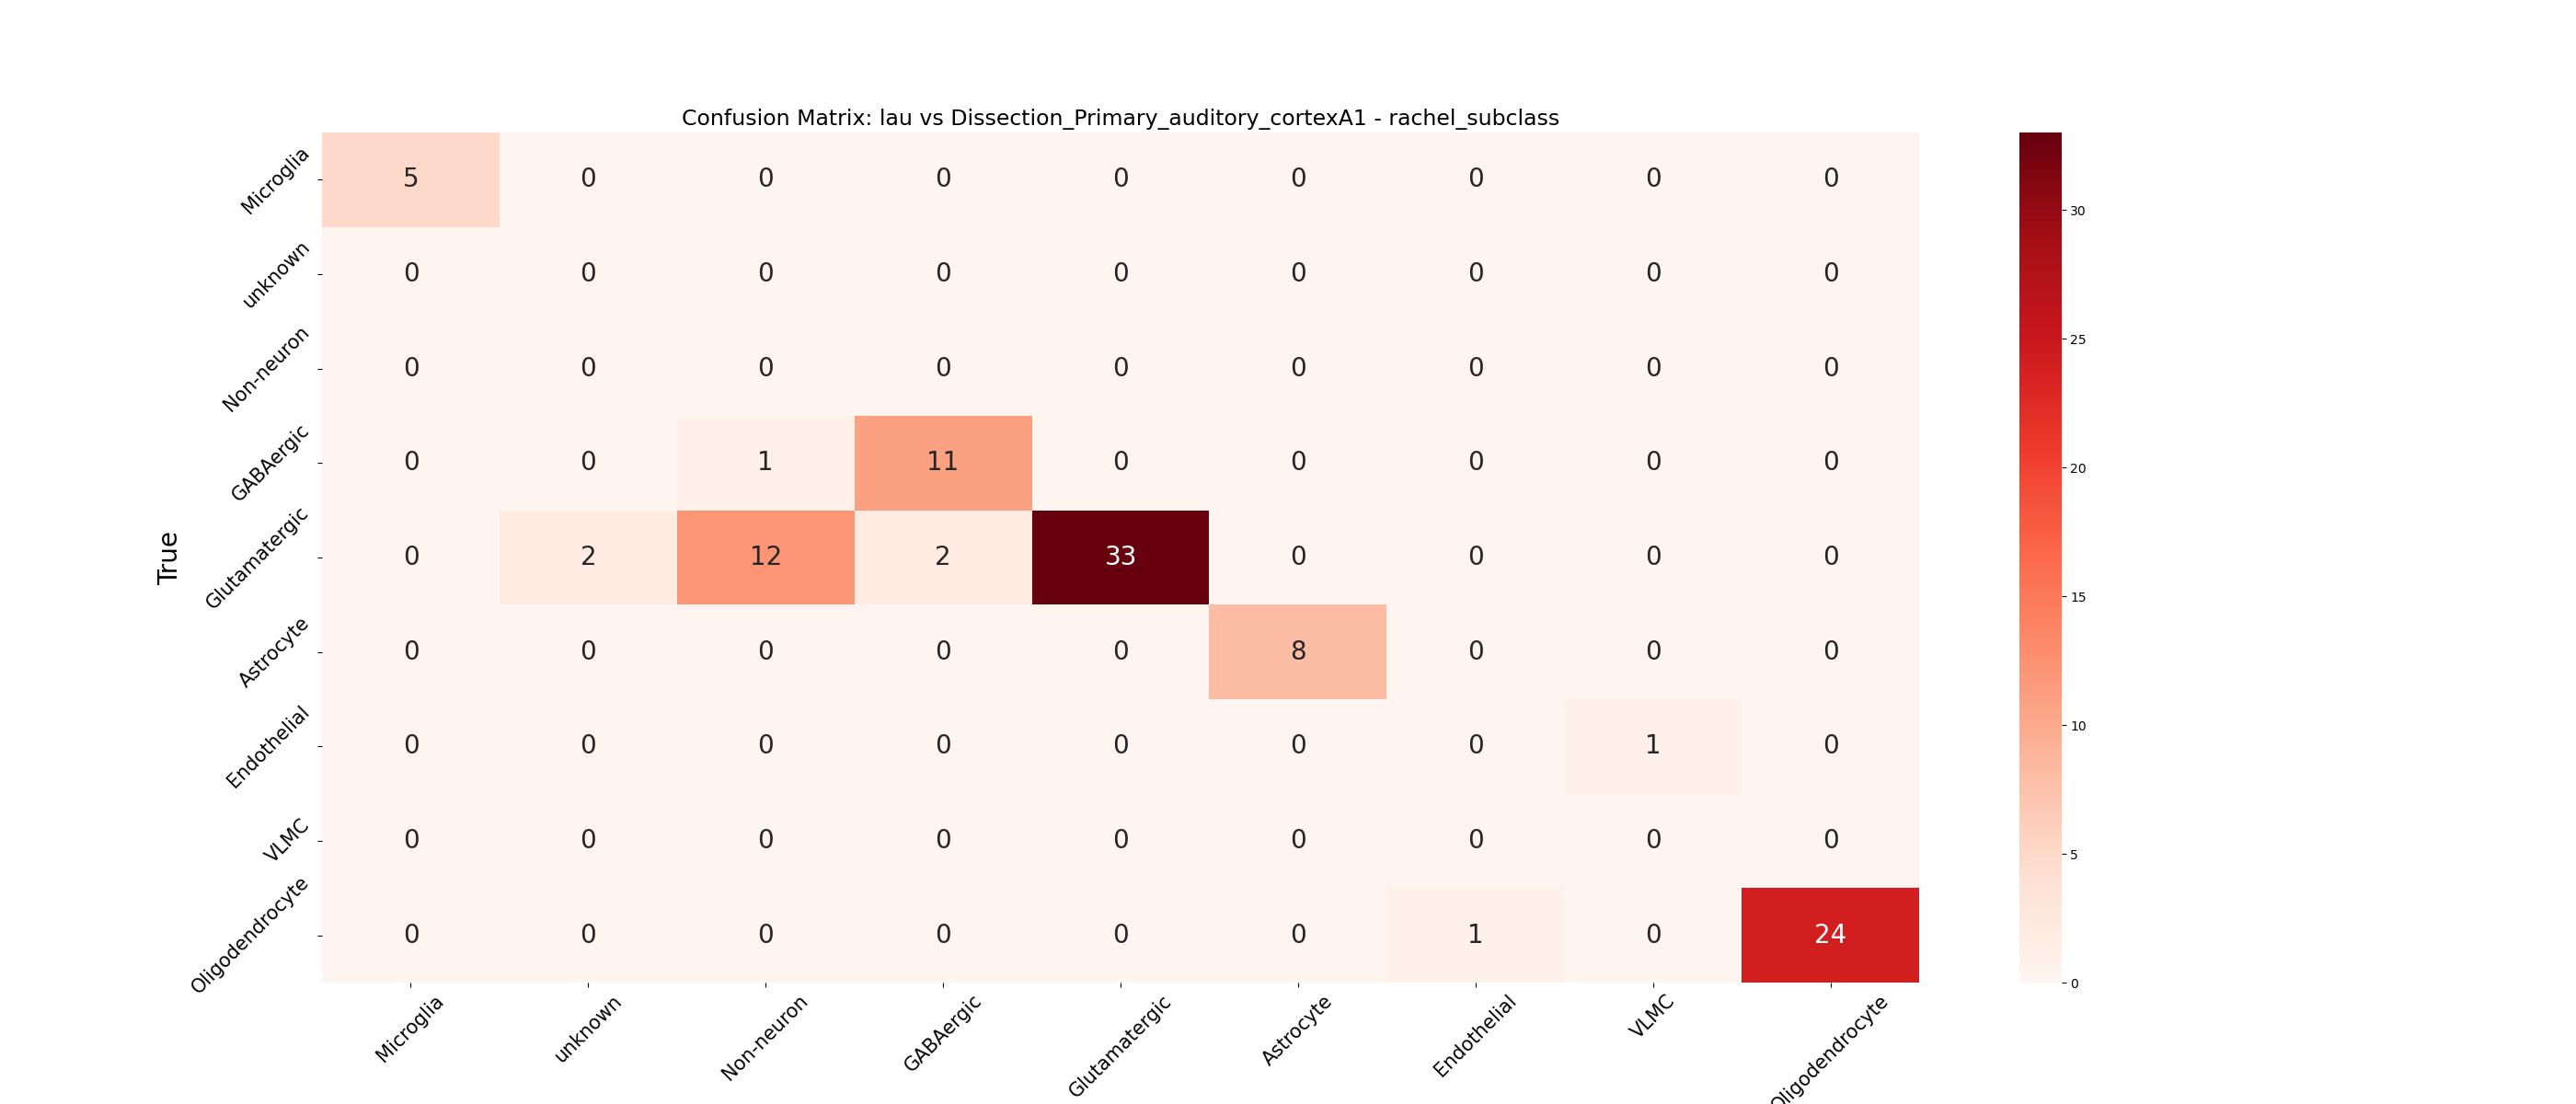 Confusion Matrix: lau vs Dissection_Primary_auditory_cortexA1 - rachel_subclass
Microglia 5 0 0 0 0 0 0 0 0
unknown 0 0 0 0 0 0 0 0 0
Non-neuron 0 0 0 0 0 0 0 0 0
GABAergic 0 0 1 11 0 0 0 0 0
Glutamatergic 0 2 12 2 33 0 0 0 0
Astrocyte 0 0 0 0 0 8 0 0 0
Endothelial 0 0 0 0 0 0 0 1 0
VLMC 0 0 0 0 0 0 0 0 0
Oligodendrocyte 0 0 0 0 0 0 1 0 24
True
Microglia unknown Non-neuron GABAergic Glutamatergic Astrocyte Endothelial VLMC Oligodendrocyte
30
25
20
15
10
5
0